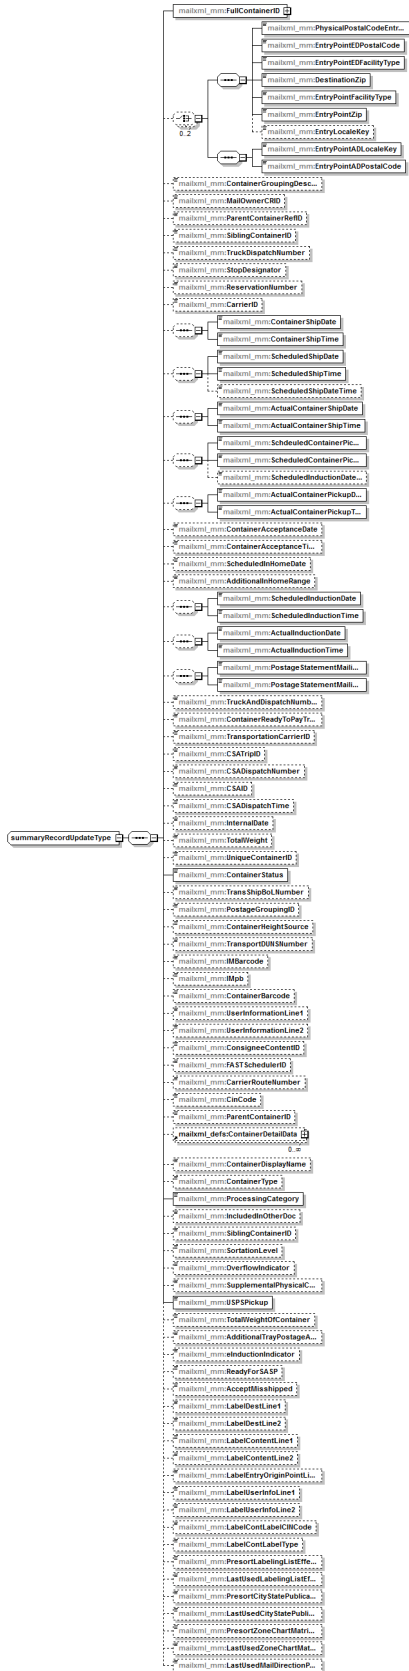 mailxml_mm:FullContainerID
mailxml_mm:PhysicalPostalCodeEntr...
mailxml_mm:EntryPointEDPostalCode
mailxml_mm:EntryPointEDFacilityType
mailxml_mm:DestinationZip
mailxml_mm:EntryPointFacilityType
mailxml_mm:EntryPointZip
mailxml_mm:EntryLocaleKey
0..2
mailxml_mm:EntryPointADLocaleKey
mailxml_mm:EntryPointADPostalCode
mailxml_mm:ContainerGroupingDesc...
mailxml_mm:MailOwnerCRID
mailxml_mm:ParentContainerRefID
mailxml_mm:SiblingContainerID
mailxml_mm:TruckDispatchNumber
mailxml_mm:StopDesignator
mailxml_mm:ReservationNumber
mailxml_mm:CarrierID
mailxml_mm:ContainerShipDate
mailxml_mm:ContainerShipTime
mailxml_mm:ScheduledShipDate
mailxml_mm:ScheduledShipTime
mailxml_mm:ScheduledShipDateTime
mailxml_mm:ActualContainerShipDate
mailxml_mm:ActualContainerShipTime
mailxml_mm:SchdeuledContainerPic...
mailxml_mm:ScheduledContainerPic...
mailxml_mm:ScheduledInductionDate...
mailxml_mm:ActualContainerPickupD...
mailxml_mm:ActualContainerPickupT...
mailxml_mm:ContainerAcceptanceDate
mailxml_mm:ContainerAcceptanceTi...
mailxml_mm:ScheduledInHomeDate
mailxml_mm:AdditionalInHomeRange
mailxml_mm:ScheduledInductionDate
mailxml_mm:ScheduledInductionTime
mailxml_mm:ActualInductionDate
mailxml_mm:ActualInductionTime
mailxml_mm:PostageStatementMaili...
mailxml_mm:PostageStatementMaili...
mailxml_mm:TruckAndDispatchNumb...
mailxml_mm:ContainerReadyToPayTr...
mailxml_mm:TransportationCarrierID
mailxml_mm:CSATripID
mailxml_mm:CSADispatchNumber
mailxml_mm:CSAID
mailxml_mm:CSADispatchTime
mailxml_mm:InternalDate
summaryRecordUpdateType
mailxml_mm:TotalWeight
mailxml_mm:UniqueContainerID
mailxml_mm:ContainerStatus
mailxml_mm:TransShipBoLNumber
mailxml_mm:PostageGroupingID
mailxml_mm:ContainerHeightSource
mailxml_mm:TransportDUNSNumber
mailxml_mm:IMBarcode
mailxml_mm:IMpb
mailxml_mm:ContainerBarcode
mailxml_mm:UserInformationLine1
mailxml_mm:UserInformationLine2
mailxml_mm:ConsigneeContentID
mailxml_mm:FASTSchedulerID
mailxml_mm:CarrierRouteNumber
mailxml_mm:CinCode
mailxml_mm:ParentContainerID
mailxml_defs:ContainerDetailData
0..∞
mailxml_mm:ContainerDisplayName
mailxml_mm:ContainerType
mailxml_mm:ProcessingCategory
mailxml_mm:IncludedInOtherDoc
mailxml_mm:SiblingContainerID
mailxml_mm:SortationLevel
mailxml_mm:OverflowIndicator
mailxml_mm:SupplementalPhysicalC...
mailxml_mm:USPSPickup
mailxml_mm:TotalWeightOfContainer
mailxml_mm:AdditionalTrayPostageA...
mailxml_mm:eInductionIndicator
mailxml_mm:ReadyForSASP
mailxml_mm:AcceptMisshipped
mailxml_mm:LabelDestLine1
mailxml_mm:LabelDestLine2
mailxml_mm:LabelContentLine1
mailxml_mm:LabelContentLine2
mailxml_mm:LabelEntryOriginPointLi...
mailxml_mm:LabelUserInfoLine1
mailxml_mm:LabelUserInfoLine2
mailxml_mm:LabelContLabelCINCode
mailxml_mm:LabelContLabelType
mailxml_mm:PresortLabelingListEffe...
mailxml_mm:LastUsedLabelingListEf...
mailxml_mm:PresortCityStatePublica...
mailxml_mm:LastUsedCityStatePubli...
mailxml_mm:PresortZoneChartMatri...
mailxml_mm:LastUsedZoneChartMat...
mailxml_mm:LastUsedMailDirectionP...